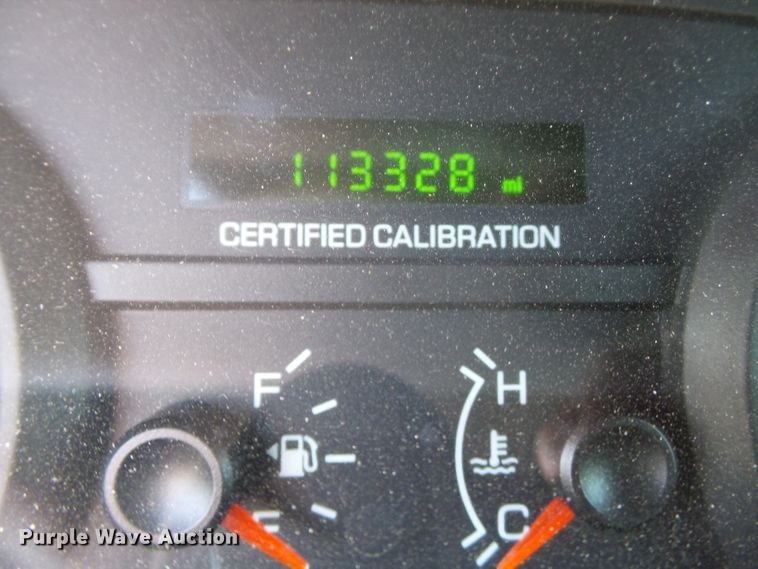 113328 mi
CERTIFIED CALIBRATION
F H
E C
Purple Wave Auction